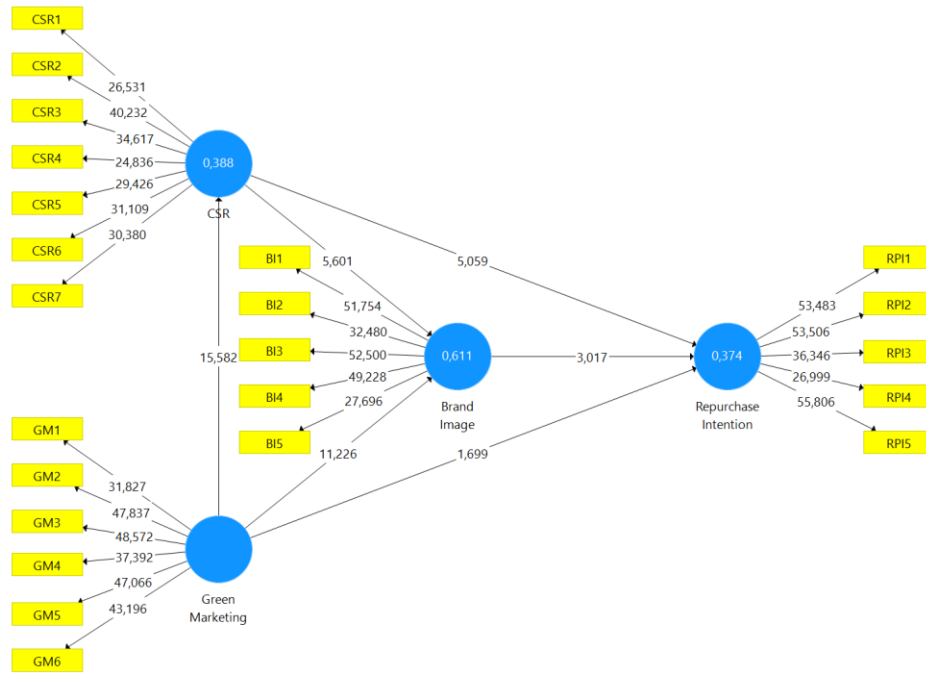 CSR1
CSR2
CSR3
CSR4
CSR5
CSR6
CSR7
26,531
40,232
34,617
24,836
29,426
31,109
30,380
0,388
CSR
5,601
5,059
15,582
BI1
BI2
BI3
BI4
BI5
51,754
32,480
52,500
49,228
27,696
0,611
Brand
Image
3,017
11,226
1,699
0,374
Repurchase
Intention
53,483
53,506
36,346
26,999
55,806
RPI1
RPI2
RPI3
RPI4
RPI5
GM1
GM2
GM3
GM4
GM5
GM6
31,827
47,837
48,572
37,392
47,066
43,196
Green
Marketing